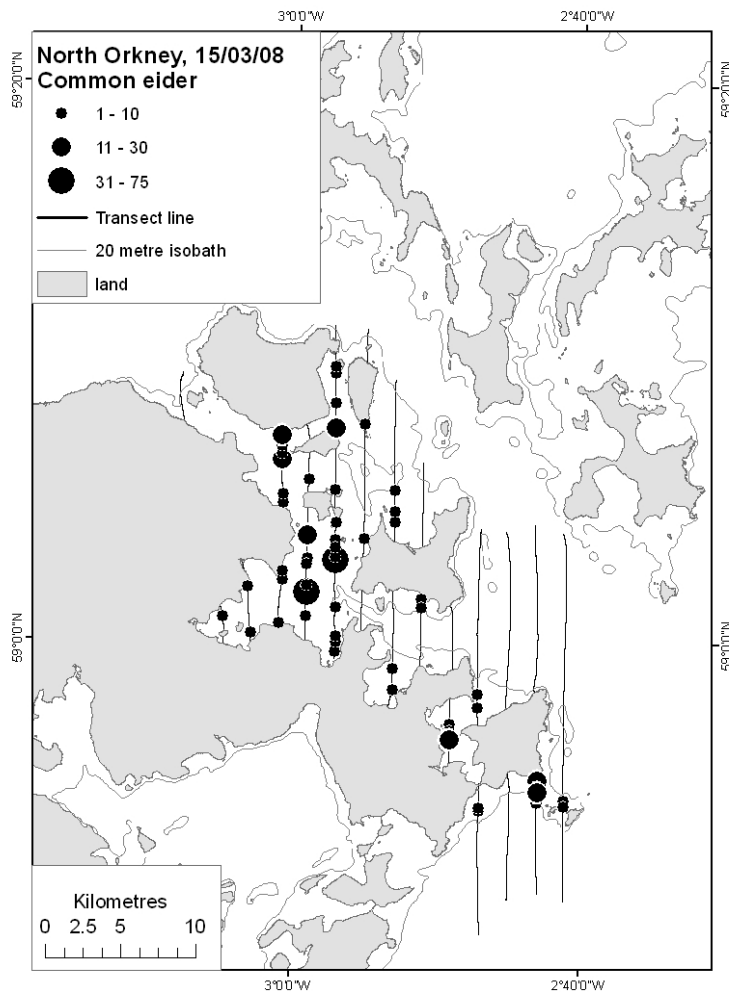 3°0'0"W
2°40'0"W
North Orkney, 15/03/08
Common eider
1 - 10
11 - 30
31 - 75
Transect line
20 metre isobath
land
59°20'0"N
59°20'0"N
59°0'0"N
59°0'0"N
Kilometres
0 2.5 5 10
3°0'0"W
2°40'0"W